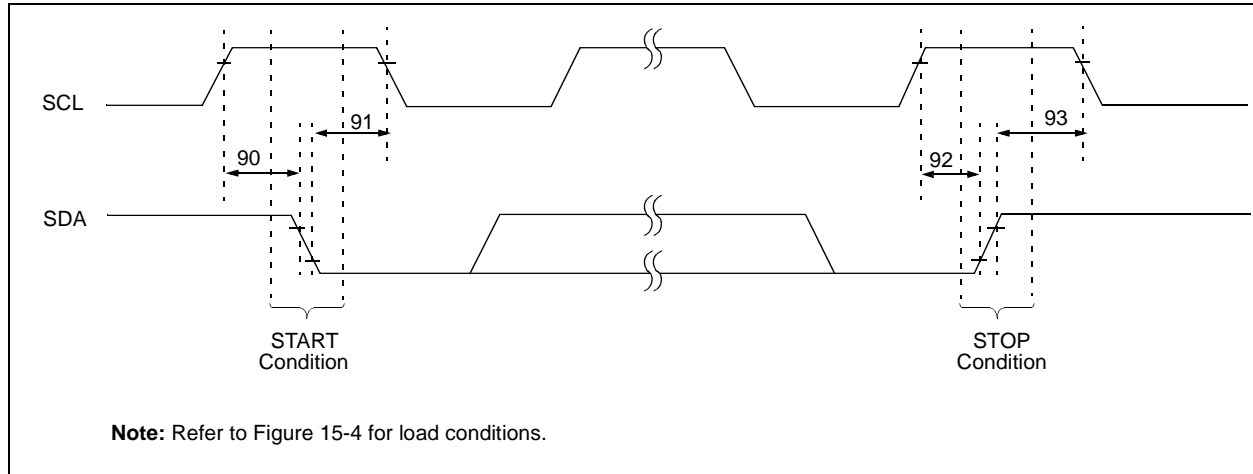 SCL
91
93
90
92
SDA
START
Condition
STOP
Condition
Note: Refer to Figure 15-4 for load conditions.